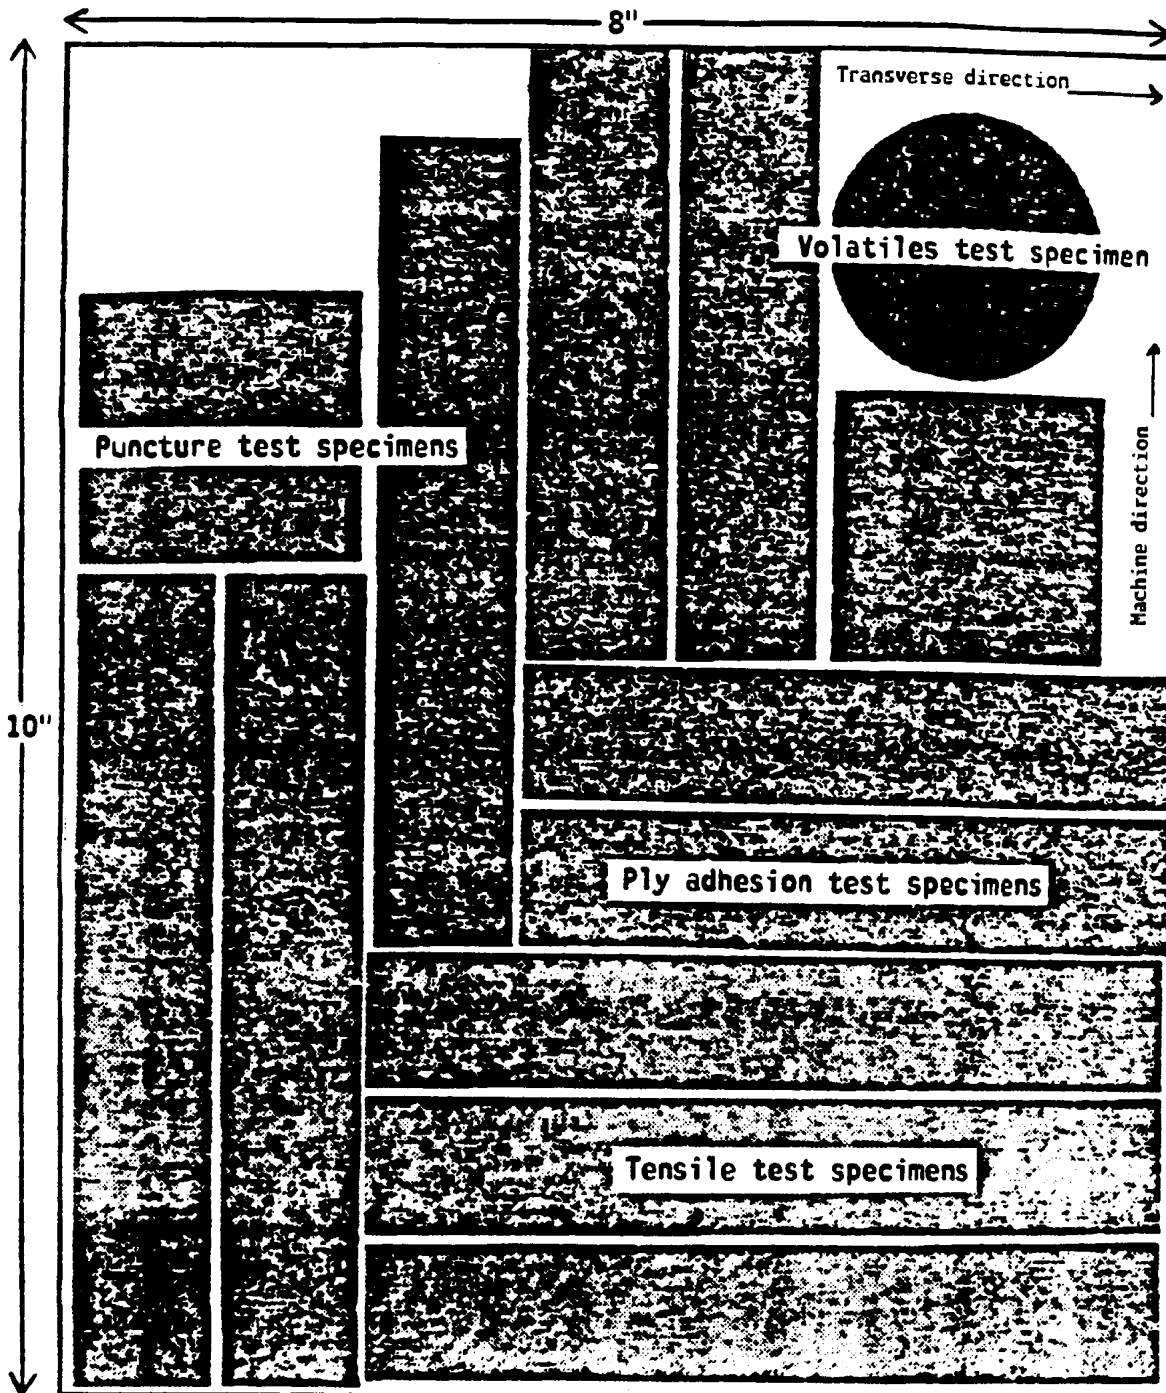 8"
Transverse direction
Volatiles test specimen
Puncture test specimens
Machine direction
10"
Ply adhesion test specimens
Tensile test specimens